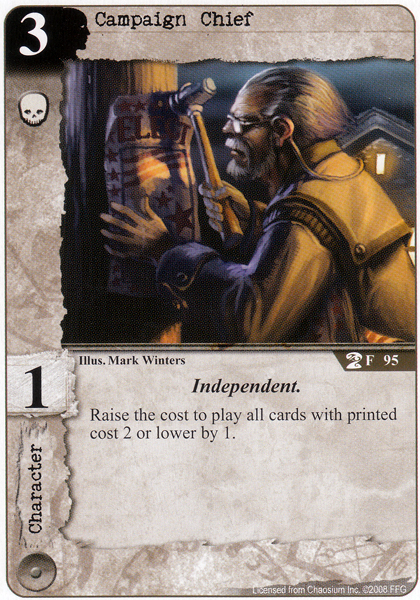 3
Campaign Chief
Illus. Mark Winters
F 95
1
Independent.
Raise the cost to play all cards with printed
cost 2 or lower by 1.
Character
Licensed from Chaosium Inc. ©2008 FFG